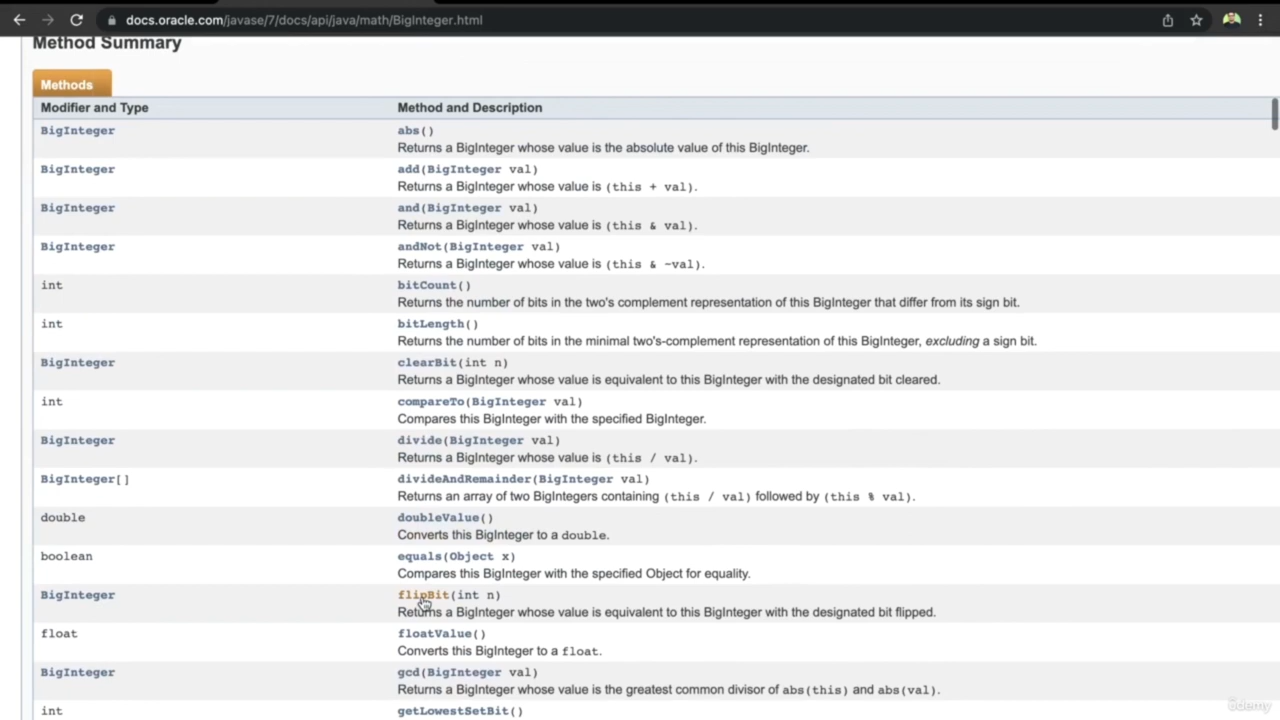 docs.oracle.com/javase/7/docs/api/java/math/BigInteger.html
Method Summary
Methods
Modifier and Type Method and Description
BigInteger abs()
Returns a BigInteger whose value is the absolute value of this BigInteger.
BigInteger add(BigInteger val)
Returns a BigInteger whose value is (this + val).
BigInteger and(BigInteger val)
Returns a BigInteger whose value is (this & val).
BigInteger andNot(BigInteger val)
Returns a BigInteger whose value is (this & ~val).
int bitCount()
Returns the number of bits in the two's complement representation of this BigInteger that differ from its sign bit.
int bitLength()
Returns the number of bits in the minimal two's-complement representation of this BigInteger, excluding a sign bit.
BigInteger clearBit(int n)
Returns a BigInteger whose value is equivalent to this BigInteger with the designated bit cleared.
int compareTo(BigInteger val)
Compares this BigInteger with the specified BigInteger.
BigInteger divide(BigInteger val)
Returns a BigInteger whose value is (this / val).
BigInteger[] divideAndRemainder(BigInteger val)
Returns an array of two BigIntegers containing (this / val) followed by (this % val).
double doubleValue()
Converts this BigInteger to a double.
boolean equals(Object x)
Compares this BigInteger with the specified Object for equality.
BigInteger flipBit(int n)
Returns a BigInteger whose value is equivalent to this BigInteger with the designated bit flipped.
float floatValue()
Converts this BigInteger to a float.
BigInteger gcd(BigInteger val)
Returns a BigInteger whose value is the greatest common divisor of abs(this) and abs(val).
int getLowestSetBit()
ûdemy